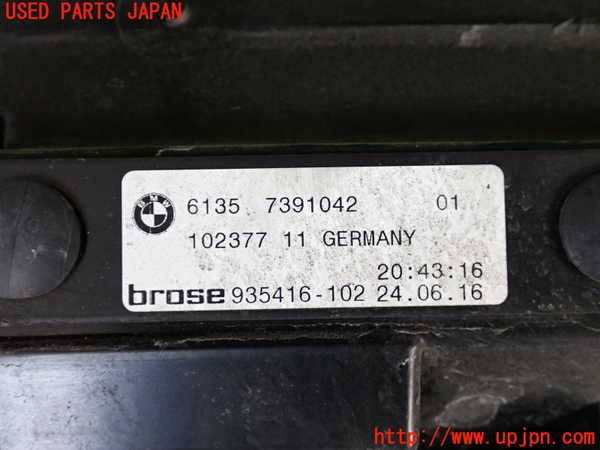 USED PARTS JAPAN
BMW
6135 7391042 01
102377 11 GERMANY
20:43:16
brose 935416-102 24.06.16
http://www.upjpn.com/